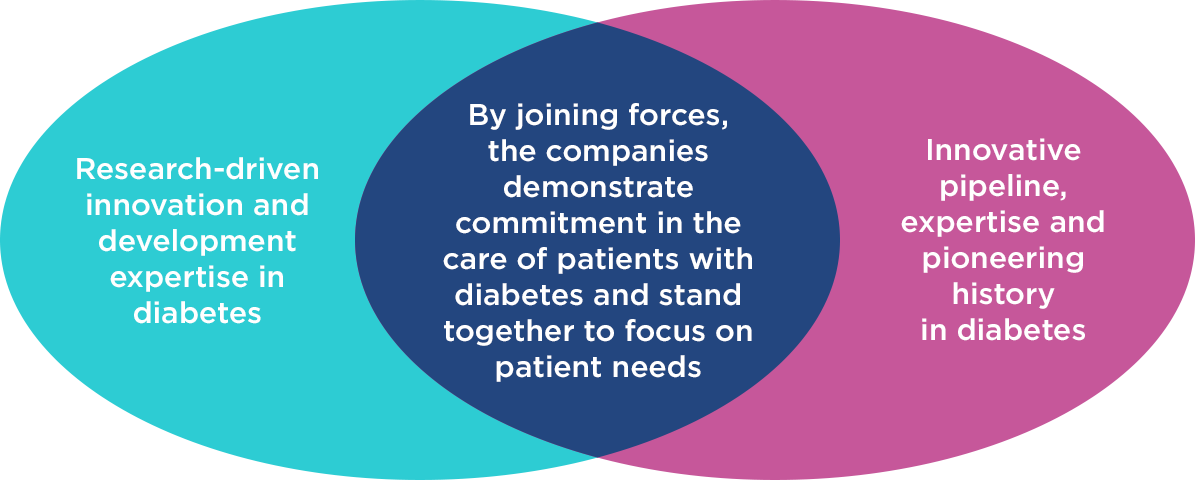 Research-driven
innovation and
development
expertise in
diabetes
By joining forces,
the companies
demonstrate
commitment in the
care of patients with
diabetes and stand
together to focus on
patient needs
Innovative
pipeline,
expertise and
pioneering
history
in diabetes